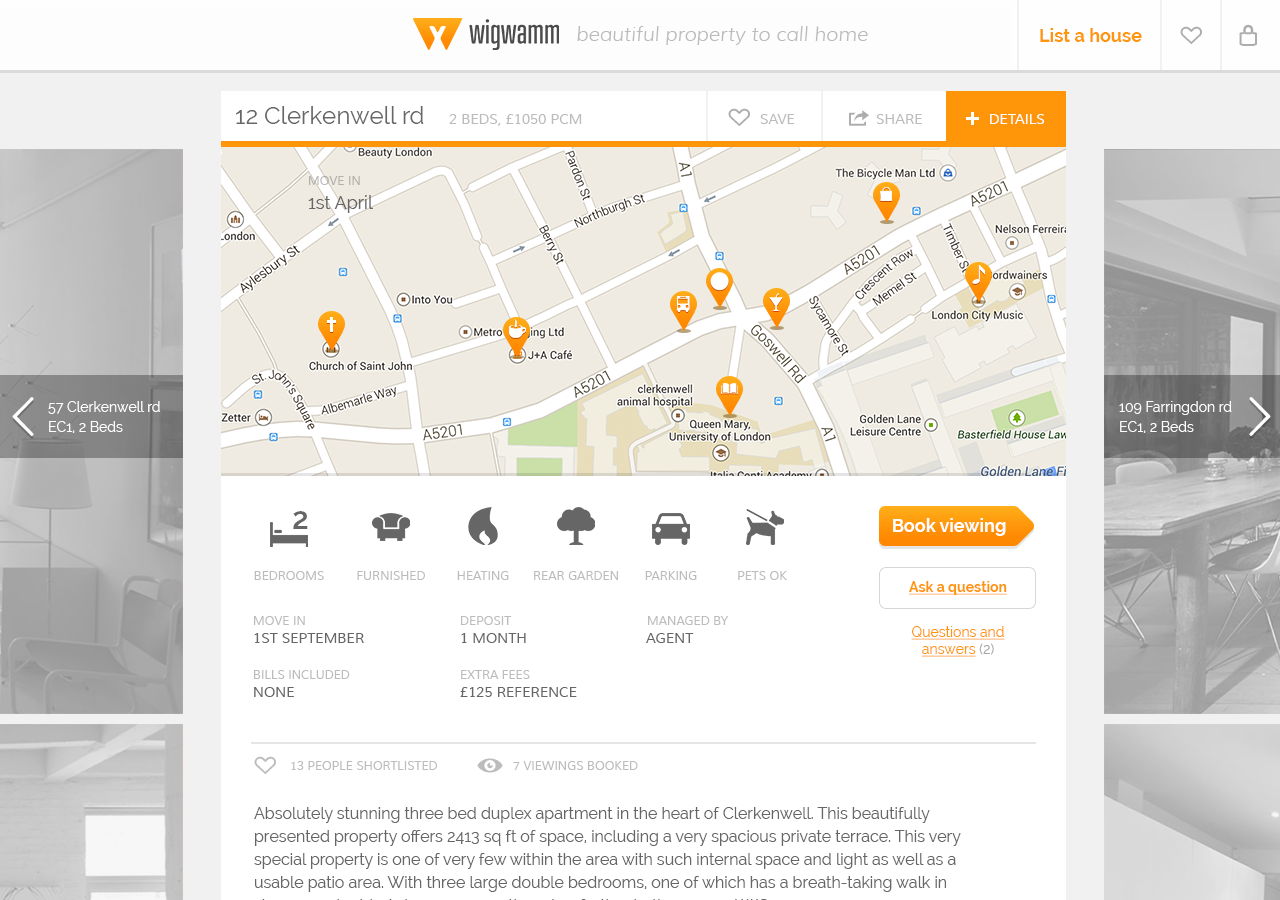 wigwamm
beautiful property to call home
List a house
12 Clerkenwell rd
2 BEDS, £1050 PCM
SAVE
SHARE
DETAILS
MOVE IN
1st April
Beauty London
London
Aylesbury St
Pardon St
Northburgh St
Berry St
A1
The Bicycle Man Ltd
A5201
Nelson Ferreira
Timber St
ordwainers
London City Music
Crescent Row
Memel St
A5201
Sycamore St
Into You
Metro
ing Ltd
J+A Café
Church of Saint John
St. John's Square
Albemarle Way
Zetter
A5201
A5201
Goswell Rd
clerkenwell
animal hospital
Queen Mary,
University of London
Italia Conti Academy
A1
Golden Lane
Leisure Centre
Basterfield House Law
Golden Lane
57 Clerkenwell rd
EC1, 2 Beds
109 Farringdon rd
EC1, 2 Beds
2
BEDROOMS
FURNISHED
HEATING
REAR GARDEN
PARKING
PETS OK
Book viewing
Ask a question
Questions and
answers (2)
MOVE IN
1ST SEPTEMBER
DEPOSIT
1 MONTH
MANAGED BY
AGENT
BILLS INCLUDED
NONE
EXTRA FEES
£125 REFERENCE
13 PEOPLE SHORTLISTED
7 VIEWINGS BOOKED
Absolutely stunning three bed duplex apartment in the heart of Clerkenwell. This beautifully
presented property offers 2413 sq ft of space, including a very spacious private terrace. This very
special property is one of very few within the area with such internal space and light as well as a
usable patio area. With three large double bedrooms, one of which has a breath-taking walk in